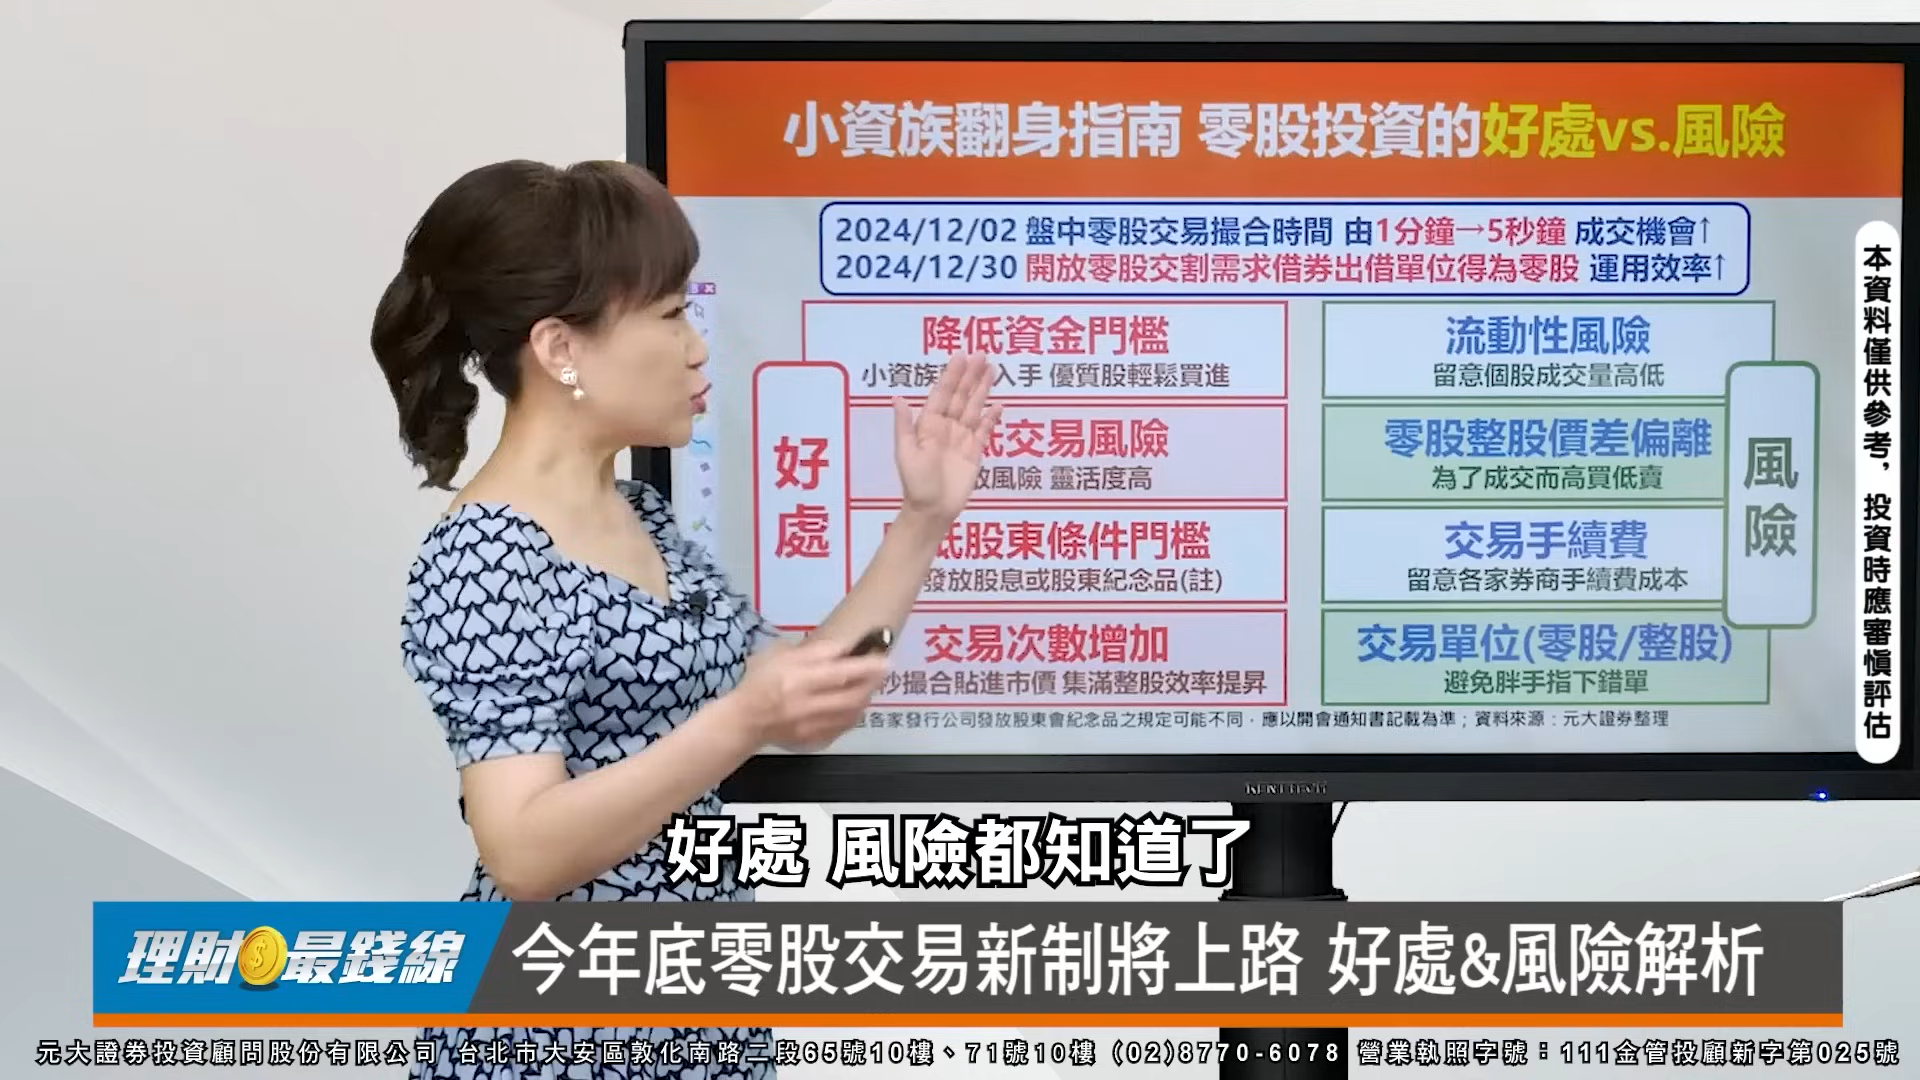 小資族翻身指南 零股投資的好處vs.風險
2024/12/02 盤中零股交易撮合時間 由1分鐘→5秒鐘 成交機會↑
2024/12/30 開放零股交割需求借券出借單位得為零股 運用效率↑
好處
降低資金門檻
小資族 入手 優質股輕鬆買進
低交易風險
風險 靈活度高
低股東條件門檻
發放股息或股東紀念品(註)
交易次數增加
秒撮合貼進市價 集滿整股效率提昇
風險
流動性風險
留意個股成交量高低
零股整股價差偏離
為了成交而高買低賣
交易手續費
留意各家券商手續費成本
交易單位(零股/整股)
避免胖手指下錯單
各家發行公司發放股東會紀念品之規定可能不同，應以開會通知書記載為準；資料來源：元大證券整理
本資料僅供參考，投資時應審慎評估
好處 風險都知道了
理財最錢線
今年底零股交易新制將上路 好處&風險解析
元大證券投資顧問股份有限公司 台北市大安區敦化南路二段65號10樓、71號10樓 (02)8770-6078 營業執照字號：111金管投顧新字第025號